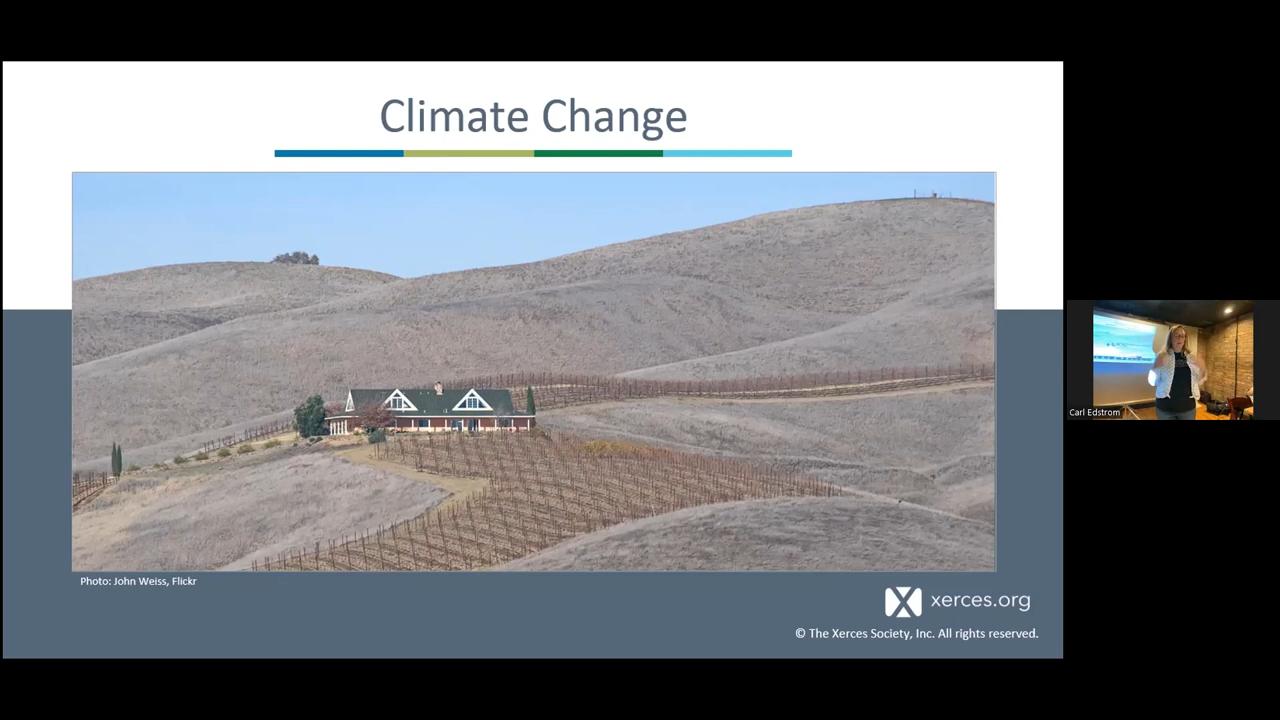 Climate Change
Photo: John Weiss, Flickr
xerces.org
© The Xerces Society, Inc. All rights reserved.
Carl Edstrom